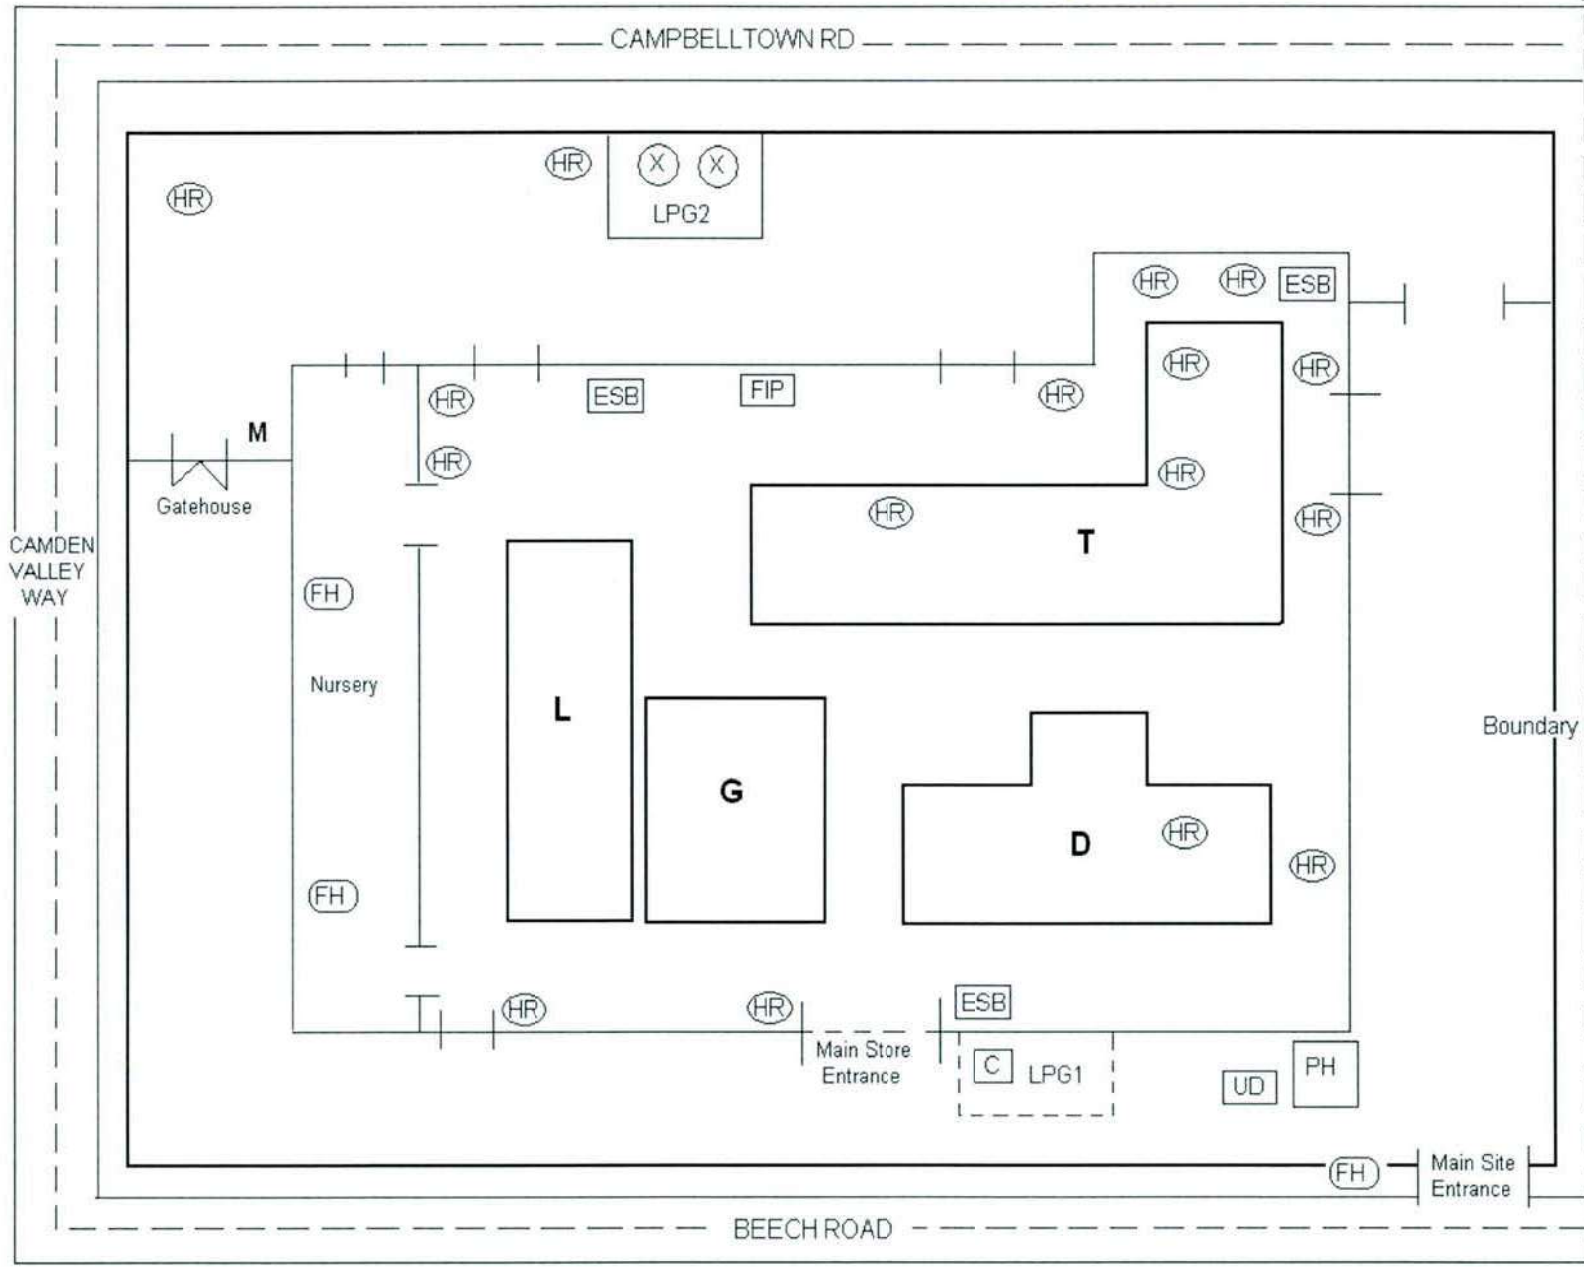 CAMPBELLTOWN RD
HR
X
X
HR
LPG2
HR
HR
ESB
HR
HR
FIP
ESB
HR
HR
M
HR
HR
Gatehouse
HR
HR
T
CAMDEN
VALLEY
WAY
FH
Nursery
L
Boundary
G
HR
D
HR
FH
ESB
HR
HR
Main Store
Entrance
C
LPG1
PH
UD
Main Site
Entrance
FH
BEECH ROAD